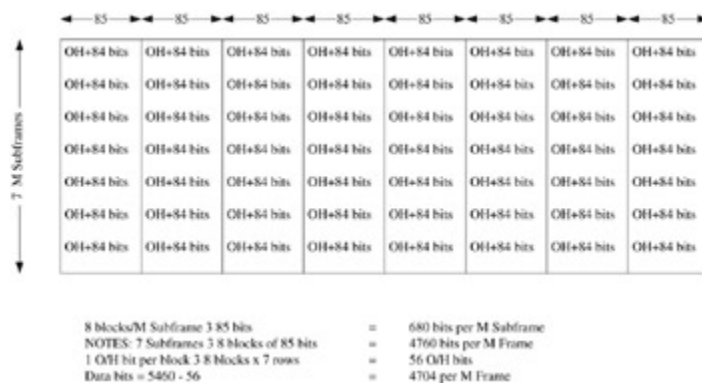 85 85 85 85 85 85 85 85
OH+84 bits OH+84 bits OH+84 bits OH+84 bits OH+84 bits OH+84 bits OH+84 bits OH+84 bits
OH+84 bits OH+84 bits OH+84 bits OH+84 bits OH+84 bits OH+84 bits OH+84 bits OH+84 bits
OH+84 bits OH+84 bits OH+84 bits OH+84 bits OH+84 bits OH+84 bits OH+84 bits OH+84 bits
OH+84 bits OH+84 bits OH+84 bits OH+84 bits OH+84 bits OH+84 bits OH+84 bits OH+84 bits
OH+84 bits OH+84 bits OH+84 bits OH+84 bits OH+84 bits OH+84 bits OH+84 bits OH+84 bits
OH+84 bits OH+84 bits OH+84 bits OH+84 bits OH+84 bits OH+84 bits OH+84 bits OH+84 bits
OH+84 bits OH+84 bits OH+84 bits OH+84 bits OH+84 bits OH+84 bits OH+84 bits OH+84 bits
7 M Subframes
8 blocks/M Subframe 3 85 bits = 680 bits per M Subframe
NOTES: 7 Subframes 3 8 blocks of 85 bits = 4760 bits per M Frame
1 O/H bit per block 3 8 blocks x 7 rows = 56 O/H bits
Data bits = 5460 - 56 = 4704 per M Frame